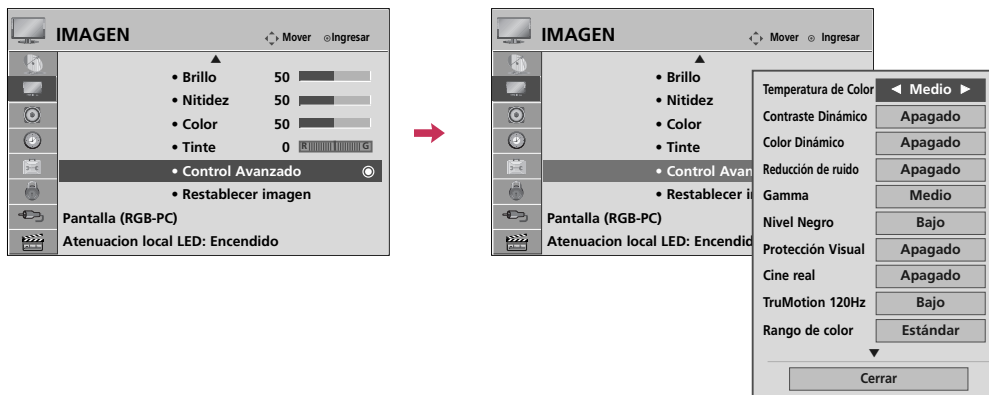 IMAGEN
Mover
Ingresar
• Brillo 50
• Nitidez 50
• Color 50
• Tinte 0 R G
• Control Avanzado
• Restablecer imagen
Pantalla (RGB-PC)
Atenuacion local LED: Encendido
IMAGEN
Mover
Ingresar
• Brillo
• Nitidez
• Color
• Tinte
• Control Avan
• Restablecer i
Pantalla (RGB-PC)
Atenuacion local LED: Encendid
Temperatura de Color ◀ Medio ▶
Contraste Dinámico Apagado
Color Dinámico Apagado
Reducción de ruido Apagado
Gamma Medio
Nivel Negro Bajo
Protección Visual Apagado
Cine real Apagado
TruMotion 120Hz Bajo
Rango de color Estándar
Cerrar